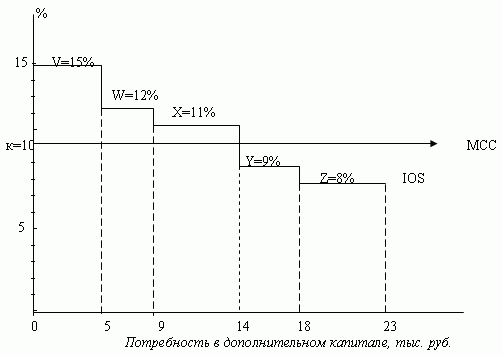 %
15
V=15%
W=12%
X=11%
к=10
MCC
Y=9%
Z=8%
IOS
5
0 5 9 14 18 23
Потребность в дополнительном капитале, тыс. руб.